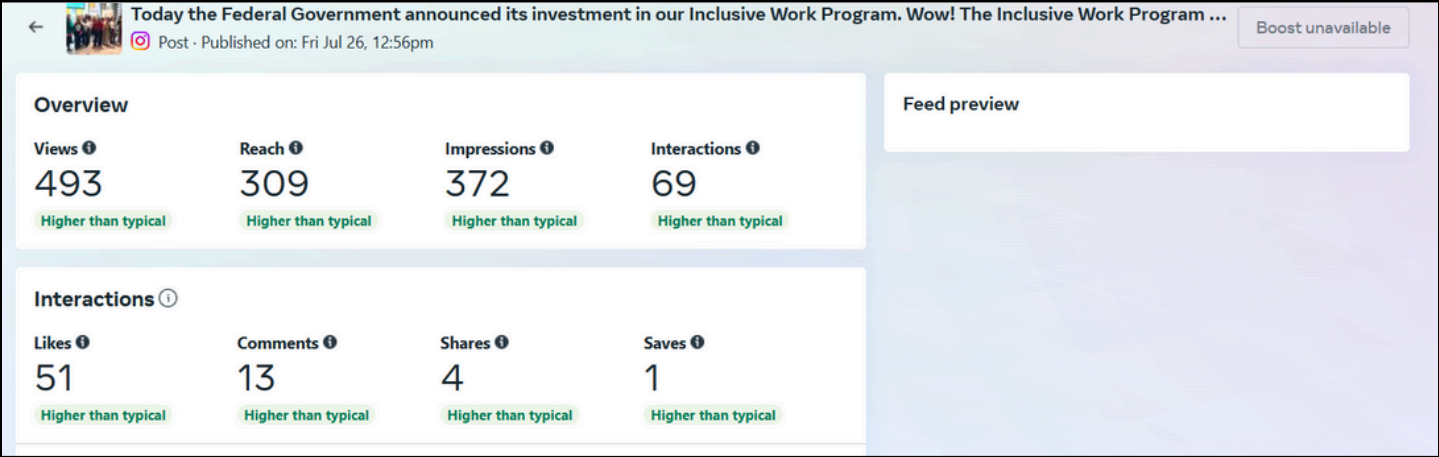 Today the Federal Government announced its investment in our Inclusive Work Program. Wow! The Inclusive Work Program ...
Boost unavailable
Post · Published on: Fri Jul 26, 12:56pm
Overview
Views Reach Impressions Interactions
493 309 372 69
Higher than typical Higher than typical Higher than typical Higher than typical
Feed preview
Interactions
Likes Comments Shares Saves
51 13 4 1
Higher than typical Higher than typical Higher than typical Higher than typical